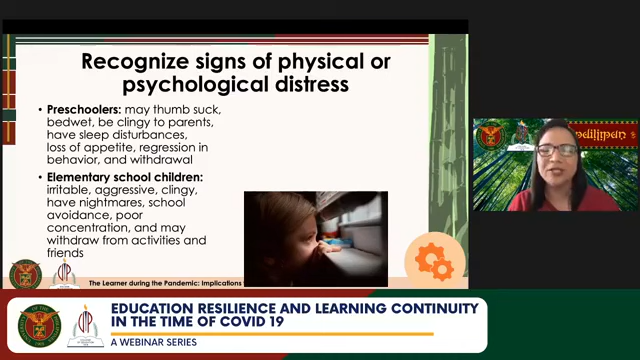 Recognize signs of physical or
psychological distress
• Preschoolers: may thumb suck,
bedwet, be clingy to parents,
have sleep disturbances,
loss of appetite, regression in
behavior, and withdrawal
• Elementary school children:
irritable, aggressive, clingy,
have nightmares, school
avoidance, poor
concentration, and may
withdraw from activities and
friends
The Learner during the Pandemic: Implications
EDUCATION RESILIENCE AND LEARNING CONTINUITY
IN THE TIME OF COVID 19
A WEBINAR SERIES